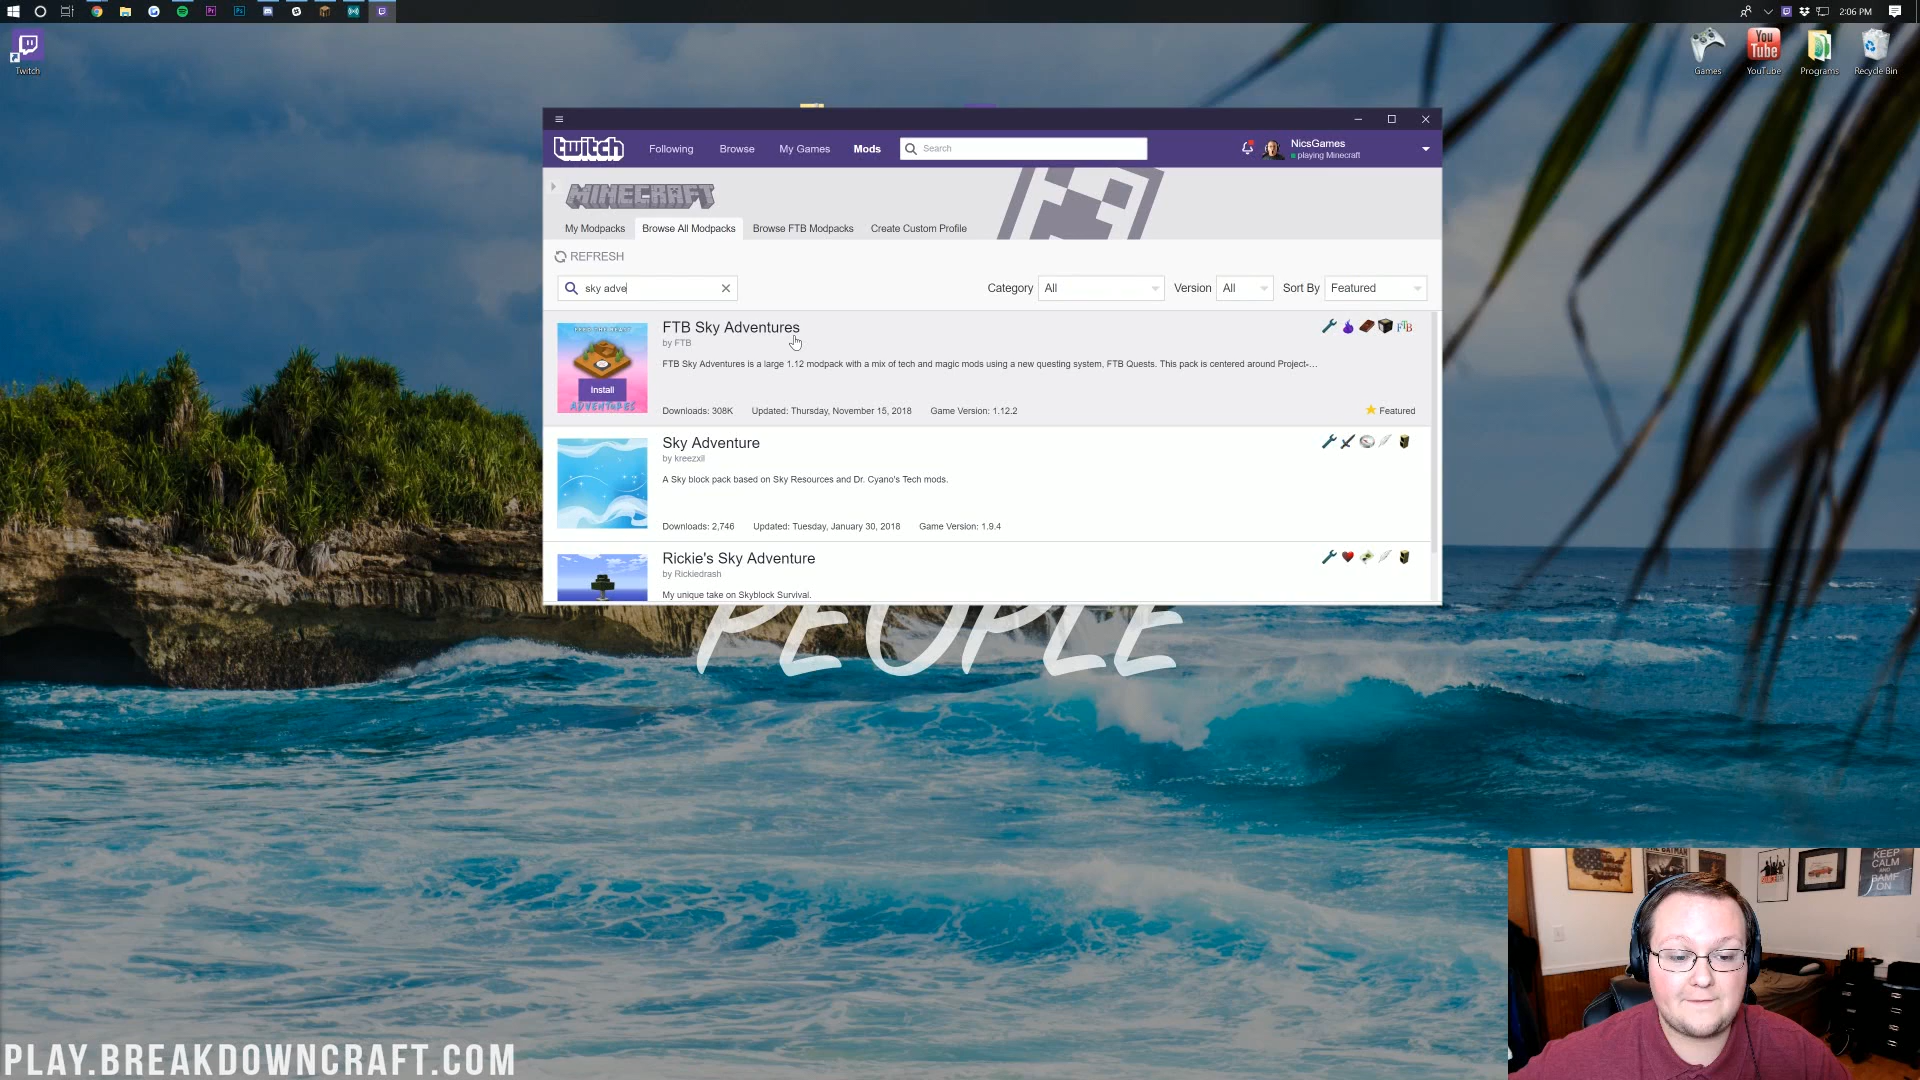 2:06 PM
Twitch
You
Tube
Games
YouTube
Programs
Recycle Bin
twitch
Following
Browse
My Games
Mods
Search
NicsGames
playing Minecraft
MINECRAFT
My Modpacks
Browse All Modpacks
Browse FTB Modpacks
Create Custom Profile
REFRESH
sky adve
Category
All
Version
All
Sort By
Featured
FTB Sky Adventures
by FTB
FTB Sky Adventures is a large 1.12 modpack with a mix of tech and magic mods using a new questing system, FTB Quests. This pack is centered around Project-...
Install
ADVENTURES
Downloads: 308K
Updated: Thursday, November 15, 2018
Game Version: 1.12.2
Featured
FTB
Sky Adventure
by kreezxil
A Sky block pack based on Sky Resources and Dr. Cyano's Tech mods.
Downloads: 2,746
Updated: Tuesday, January 30, 2018
Game Version: 1.9.4
Rickie's Sky Adventure
by Rickiedrash
My unique take on Skyblock Survival.
PEOPLE
KEEP
CALM
AND
GAME ON
PLAY.BREAKDOWNCRAFT.COM